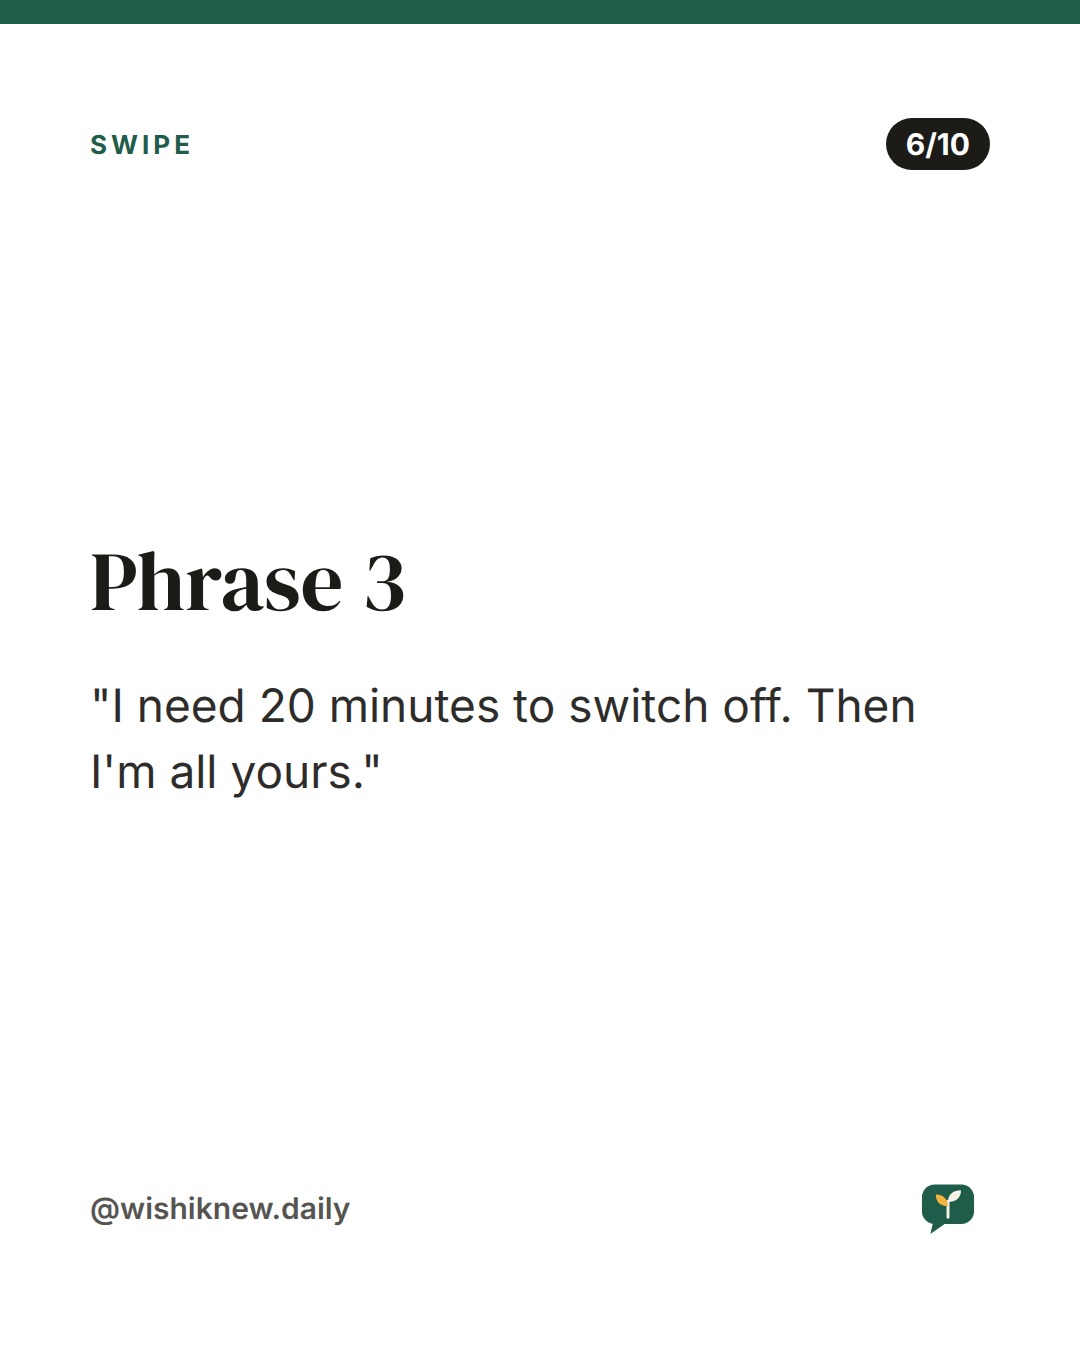 SWIPE
6/10
Phrase 3
"I need 20 minutes to switch off. Then
I'm all yours."
@wishiknew.daily